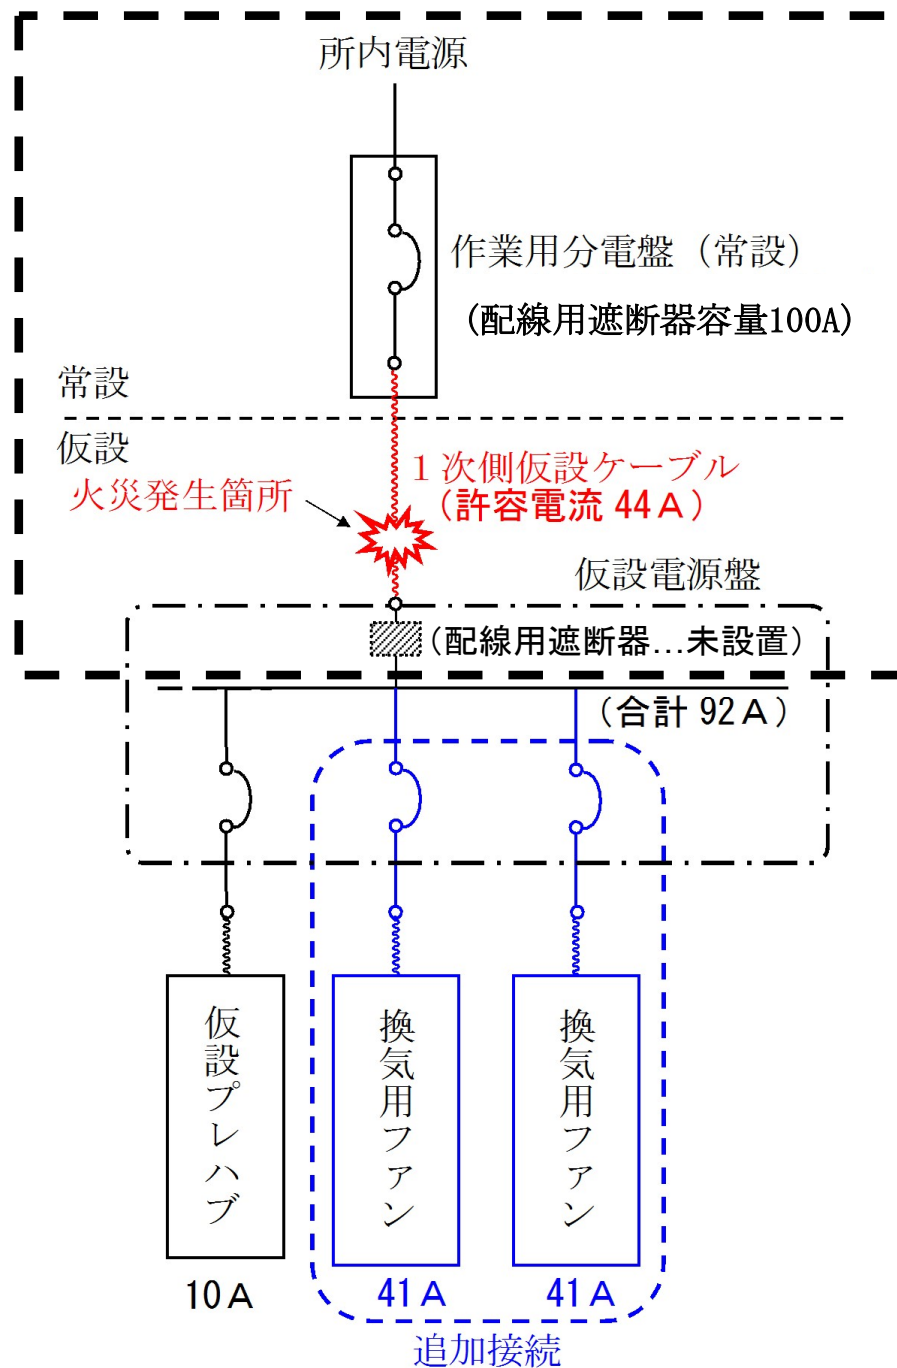 所内電源
作業用分電盤（常設）
(配線用遮断器容量100A)
常設
仮設
１次側仮設ケーブル
（許容電流 44Ａ）
火災発生箇所
仮設電源盤
（配線用遮断器…未設置）
（合計 92Ａ）
仮設プレハブ
換気用ファン
換気用ファン
10Ａ
41Ａ
41Ａ
追加接続